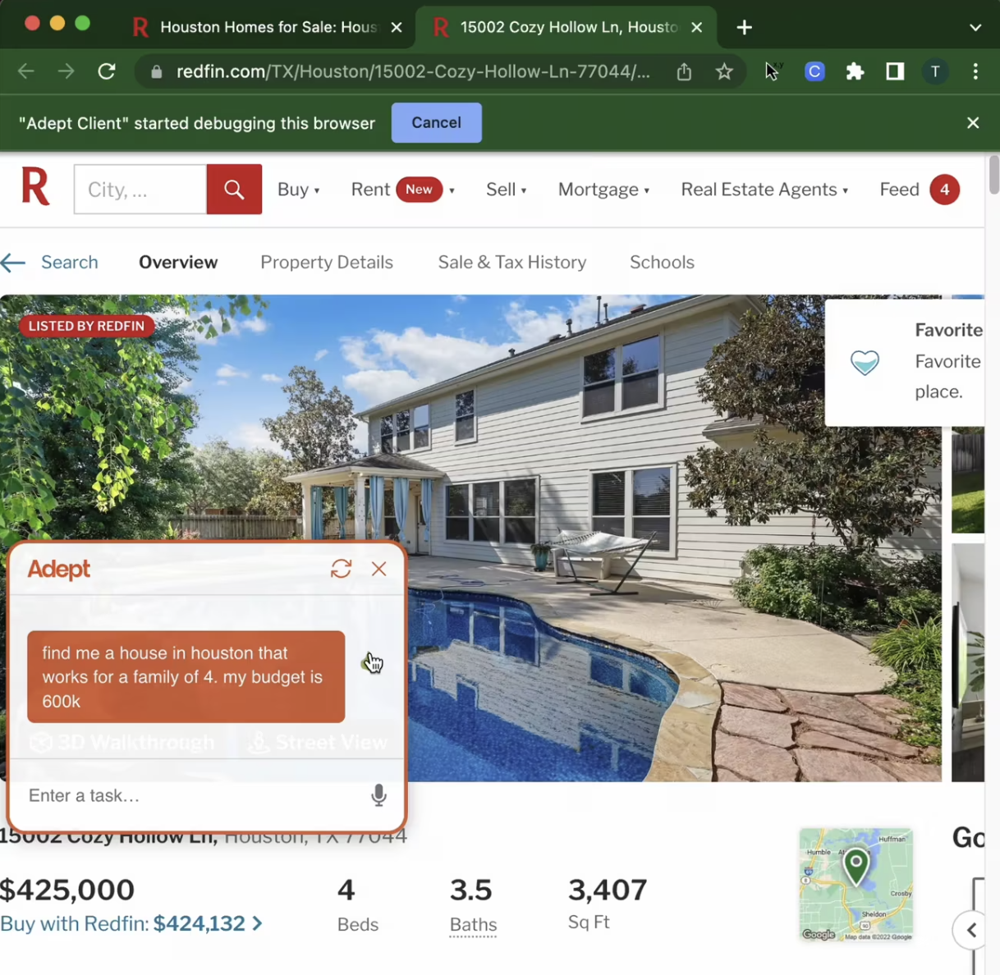 Houston Homes for Sale: Hous
15002 Cozy Hollow Ln, Housto
redfin.com/TX/Houston/15002-Cozy-Hollow-Ln-77044/...
C
T
"Adept Client" started debugging this browser
Cancel
R
City, ...
Buy
Rent
New
Sell
Mortgage
Real Estate Agents
Feed
4
Search
Overview
Property Details
Sale & Tax History
Schools
LISTED BY REDFIN
Favorite
Favorite
place.
Adept
find me a house in houston that
works for a family of 4. my budget is
600k
3D Walkthrough
Street View
Enter a task...
15002 Cozy Hollow Ln, Houston, TX 77044
Go
$425,000
4
3.5
3,407
Buy with Redfin: $424,132
Beds
Baths
Sq Ft
Huffman
Humble
Crosby
Sheldon
90
Google
Map data ©2022 Google